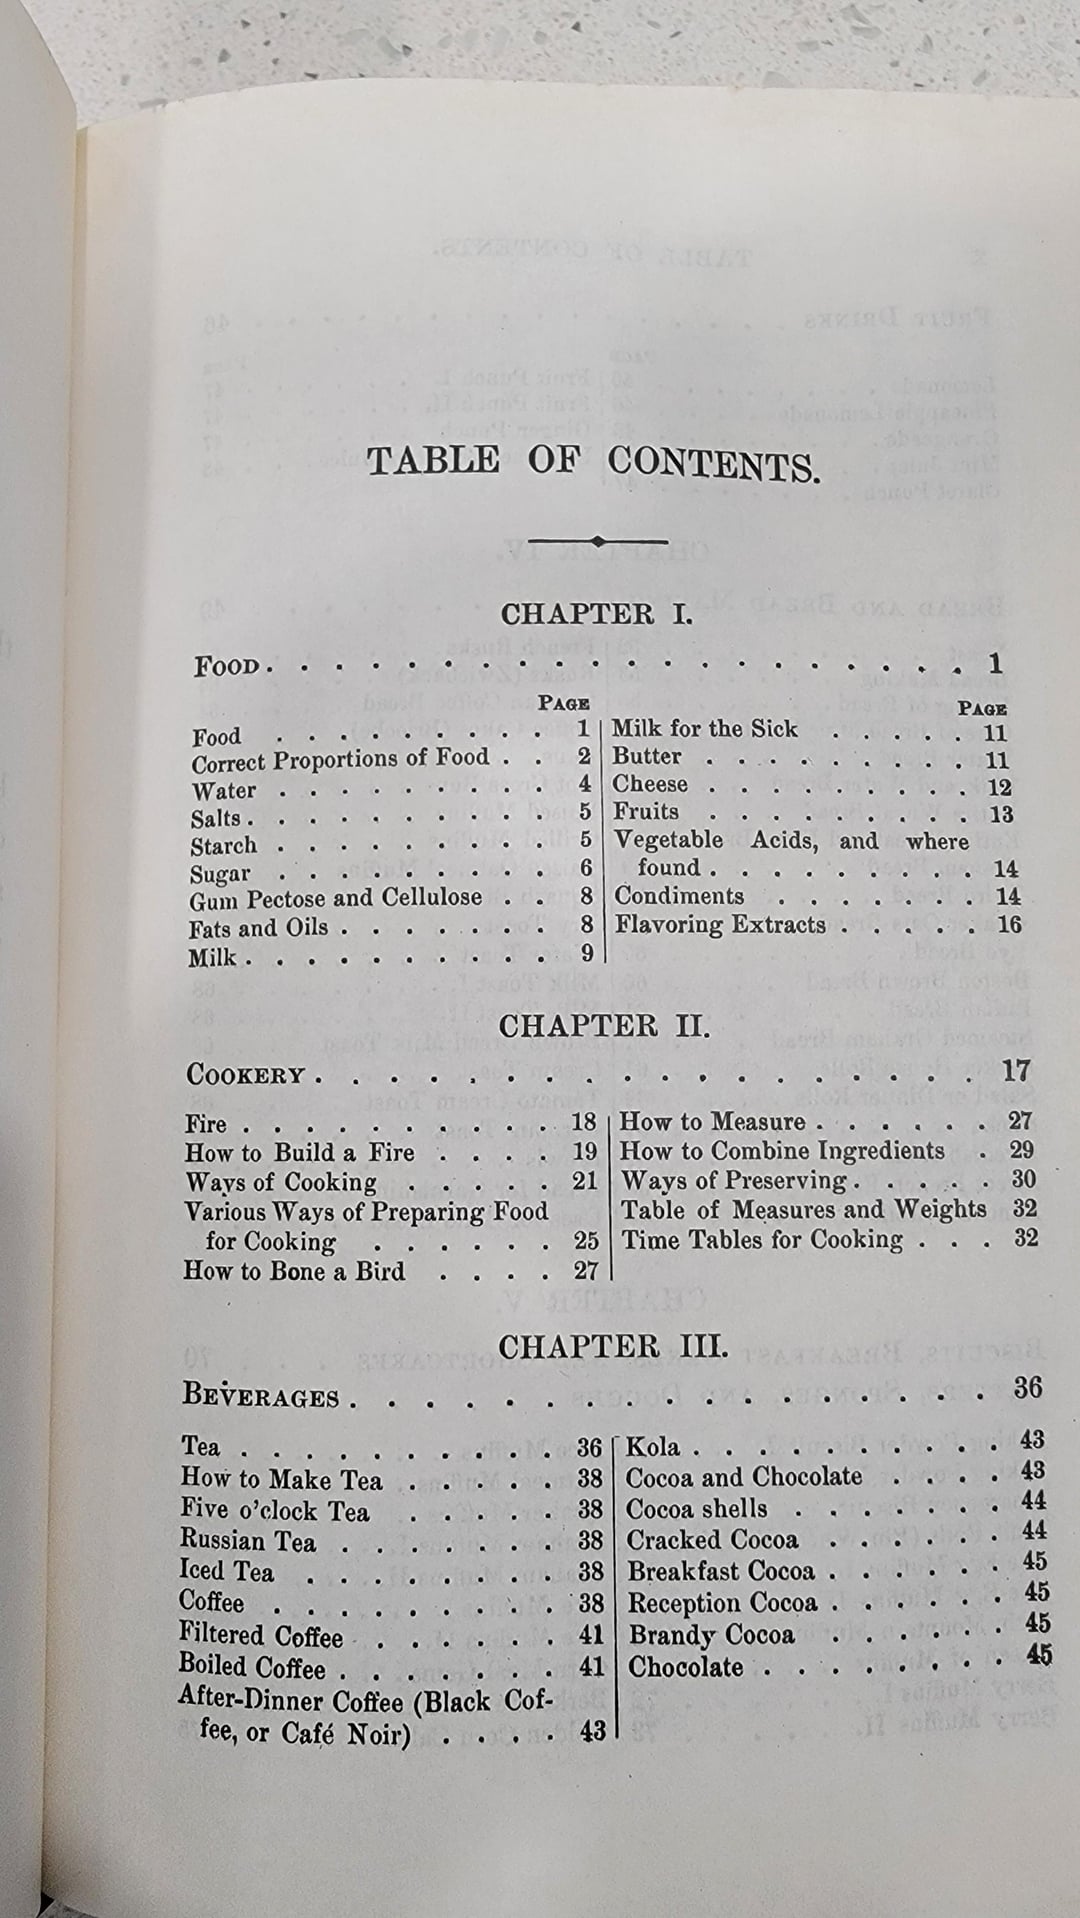 TABLE OF CONTENTS.
CHAPTER I.
FOOD . . . . . . . . . . . . . . . . . . . . 1
PAGE
Food . . . . . . . . . 1
Correct Proportions of Food . . 2
Water . . . . . . . . . 4
Salts . . . . . . . . . . 5
Starch . . . . . . . . . 5
Sugar . . . . . . . . . 6
Gum Pectose and Cellulose . . 8
Fats and Oils . . . . . . . 8
Milk . . . . . . . . . . 9
PAGE
Milk for the Sick . . . . . 11
Butter . . . . . . . . . 11
Cheese . . . . . . . . . 12
Fruits . . . . . . . . . 13
Vegetable Acids, and where
found . . . . . . . . . 14
Condiments . . . . . . . 14
Flavoring Extracts . . . . . 16
CHAPTER II.
COOKERY . . . . . . . . . . . . . . . . . . 17
Fire . . . . . . . . . . 18
How to Build a Fire . . . . 19
Ways of Cooking . . . . . 21
Various Ways of Preparing Food
for Cooking . . . . . . 25
How to Bone a Bird . . . . 27
How to Measure . . . . . . 27
How to Combine Ingredients . 29
Ways of Preserving . . . . . 30
Table of Measures and Weights 32
Time Tables for Cooking . . . 32
CHAPTER III.
BEVERAGES . . . . . . . . . . . . . . . . . 36
Tea . . . . . . . . . . 36
How to Make Tea . . . . . 38
Five o'clock Tea . . . . . 38
Russian Tea . . . . . . . 38
Iced Tea . . . . . . . . 38
Coffee . . . . . . . . . 38
Filtered Coffee . . . . . . 41
Boiled Coffee . . . . . . . 41
After-Dinner Coffee (Black Cof-
fee, or Café Noir) . . . . 43
Kola . . . . . . . . . . 43
Cocoa and Chocolate . . . . 43
Cocoa shells . . . . . . . 44
Cracked Cocoa . . . . . . 44
Breakfast Cocoa . . . . . . 45
Reception Cocoa . . . . . . 45
Brandy Cocoa . . . . . . 45
Chocolate . . . . . . . . 45